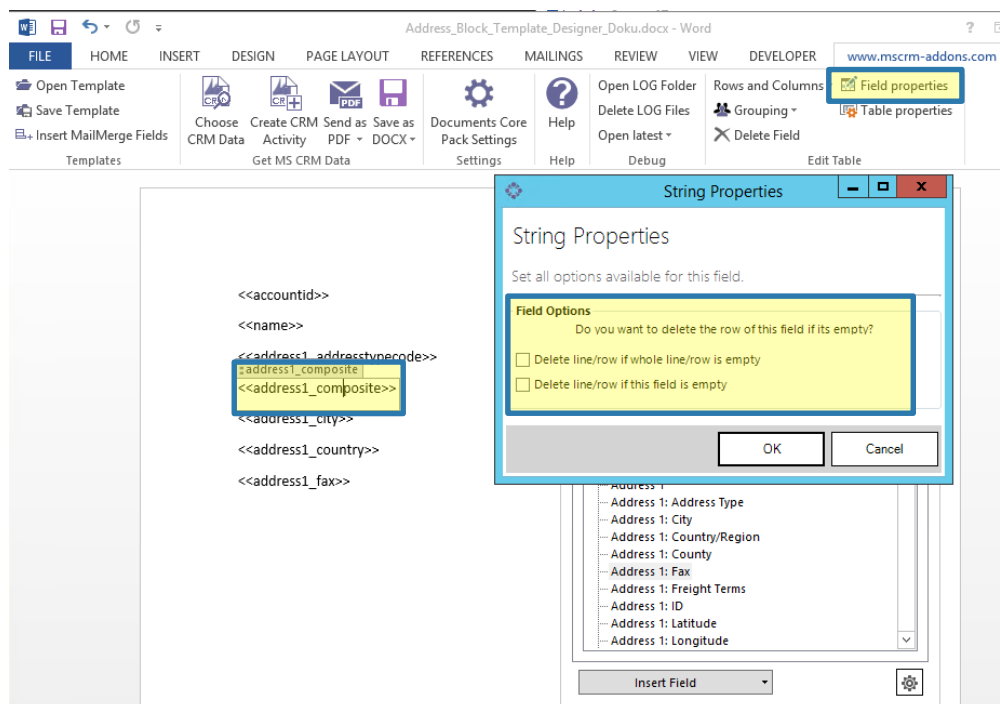 Address_Block_Template_Designer_Doku.docx - Word
?
FILE HOME INSERT DESIGN PAGE LAYOUT REFERENCES MAILINGS REVIEW VIEW DEVELOPER www.mscrm-addons.com
Open Template
Save Template
Insert MailMerge Fields
Templates
Choose
CRM Data
Create CRM
Activity
Send as
PDF
Save as
DOCX
Get MS CRM Data
Documents Core
Pack Settings
Settings
Help
Help
Open LOG Folder
Delete LOG Files
Open latest
Debug
Rows and Columns
Grouping
Delete Field
Field properties
Table properties
Edit Table
String Properties
String Properties
Set all options available for this field.
Field Options
Do you want to delete the row of this field if its empty?
Delete line/row if whole line/row is empty
Delete line/row if this field is empty
OK Cancel
<<accountid>>
<<name>>
<<address1_addresstypecode>>
address1_composite
<<address1_composite>>
<<address1_city>>
<<address1_country>>
<<address1_fax>>
Address 1
Address 1: Address Type
Address 1: City
Address 1: Country/Region
Address 1: County
Address 1: Fax
Address 1: Freight Terms
Address 1: ID
Address 1: Latitude
Address 1: Longitude
Insert Field